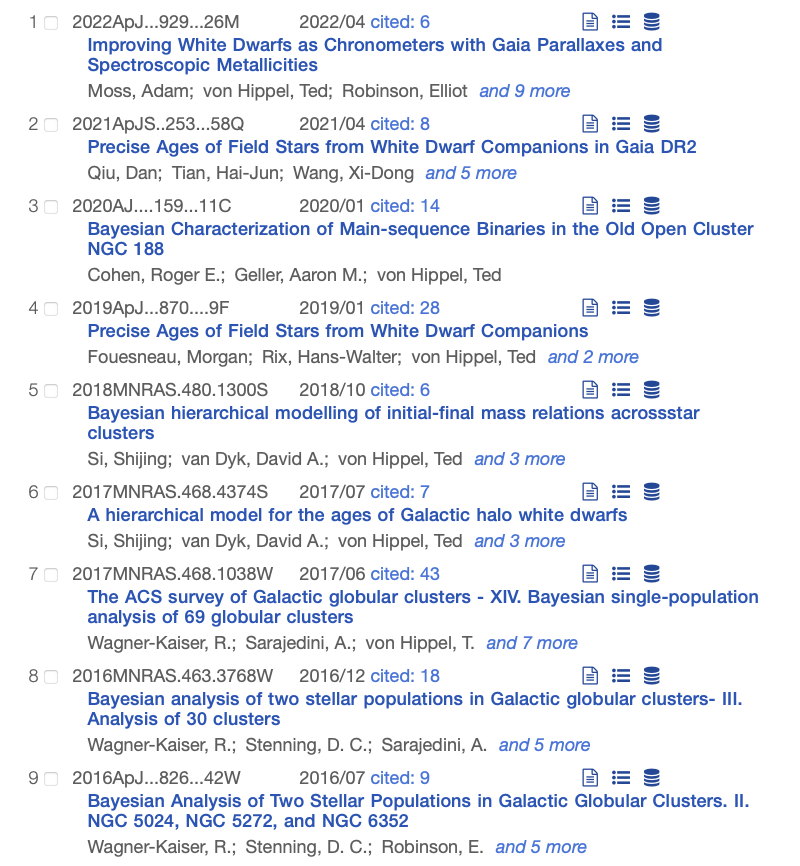 1 2022ApJ...929...26M 2022/04 cited: 6
Improving White Dwarfs as Chronometers with Gaia Parallaxes and
Spectroscopic Metallicities
Moss, Adam; von Hippel, Ted; Robinson, Elliot and 9 more
2 2021ApJS..253...58Q 2021/04 cited: 8
Precise Ages of Field Stars from White Dwarf Companions in Gaia DR2
Qiu, Dan; Tian, Hai-Jun; Wang, Xi-Dong and 5 more
3 2020AJ....159...11C 2020/01 cited: 14
Bayesian Characterization of Main-sequence Binaries in the Old Open Cluster
NGC 188
Cohen, Roger E.; Geller, Aaron M.; von Hippel, Ted
4 2019ApJ...870....9F 2019/01 cited: 28
Precise Ages of Field Stars from White Dwarf Companions
Fouesneau, Morgan; Rix, Hans-Walter; von Hippel, Ted and 2 more
5 2018MNRAS.480.1300S 2018/10 cited: 6
Bayesian hierarchical modelling of initial-final mass relations acrossstar
clusters
Si, Shijing; van Dyk, David A.; von Hippel, Ted and 3 more
6 2017MNRAS.468.4374S 2017/07 cited: 7
A hierarchical model for the ages of Galactic halo white dwarfs
Si, Shijing; van Dyk, David A.; von Hippel, Ted and 3 more
7 2017MNRAS.468.1038W 2017/06 cited: 43
The ACS survey of Galactic globular clusters - XIV. Bayesian single-population
analysis of 69 globular clusters
Wagner-Kaiser, R.; Sarajedini, A.; von Hippel, T. and 7 more
8 2016MNRAS.463.3768W 2016/12 cited: 18
Bayesian analysis of two stellar populations in Galactic globular clusters- III.
Analysis of 30 clusters
Wagner-Kaiser, R.; Stenning, D. C.; Sarajedini, A. and 5 more
9 2016ApJ...826...42W 2016/07 cited: 9
Bayesian Analysis of Two Stellar Populations in Galactic Globular Clusters. II.
NGC 5024, NGC 5272, and NGC 6352
Wagner-Kaiser, R.; Stenning, D. C.; Robinson, E. and 5 more